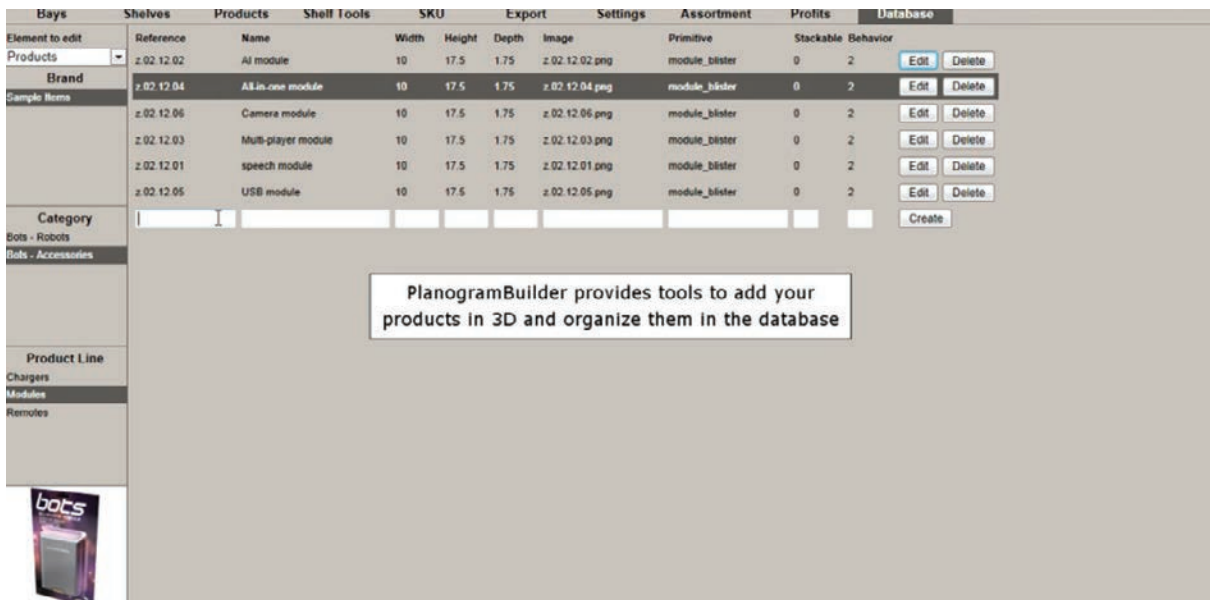 Bays Shelves Products Shelf Tools SKU Export Settings Assortment Profits Database
Element to edit
Products
Brand
Sample Items
Category
Bots - Robots
Bots - Accessories
Product Line
Chargers
Modules
Remotes
bots
Reference Name Width Height Depth Image Primitive Stackable Behavior
z.02.12.02 AI module 10 17.5 1.75 z.02.12.02.png module_blister 0 2 Edit Delete
z.02.12.04 All-in-one module 10 17.5 1.75 z.02.12.04.png module_blister 0 2 Edit Delete
z.02.12.06 Camera module 10 17.5 1.75 z.02.12.06.png module_blister 0 2 Edit Delete
z.02.12.03 Multi-player module 10 17.5 1.75 z.02.12.03.png module_blister 0 2 Edit Delete
z.02.12.01 speech module 10 17.5 1.75 z.02.12.01.png module_blister 0 2 Edit Delete
z.02.12.05 USB module 10 17.5 1.75 z.02.12.05.png module_blister 0 2 Edit Delete
Create
PlanogramBuilder provides tools to add your
products in 3D and organize them in the database